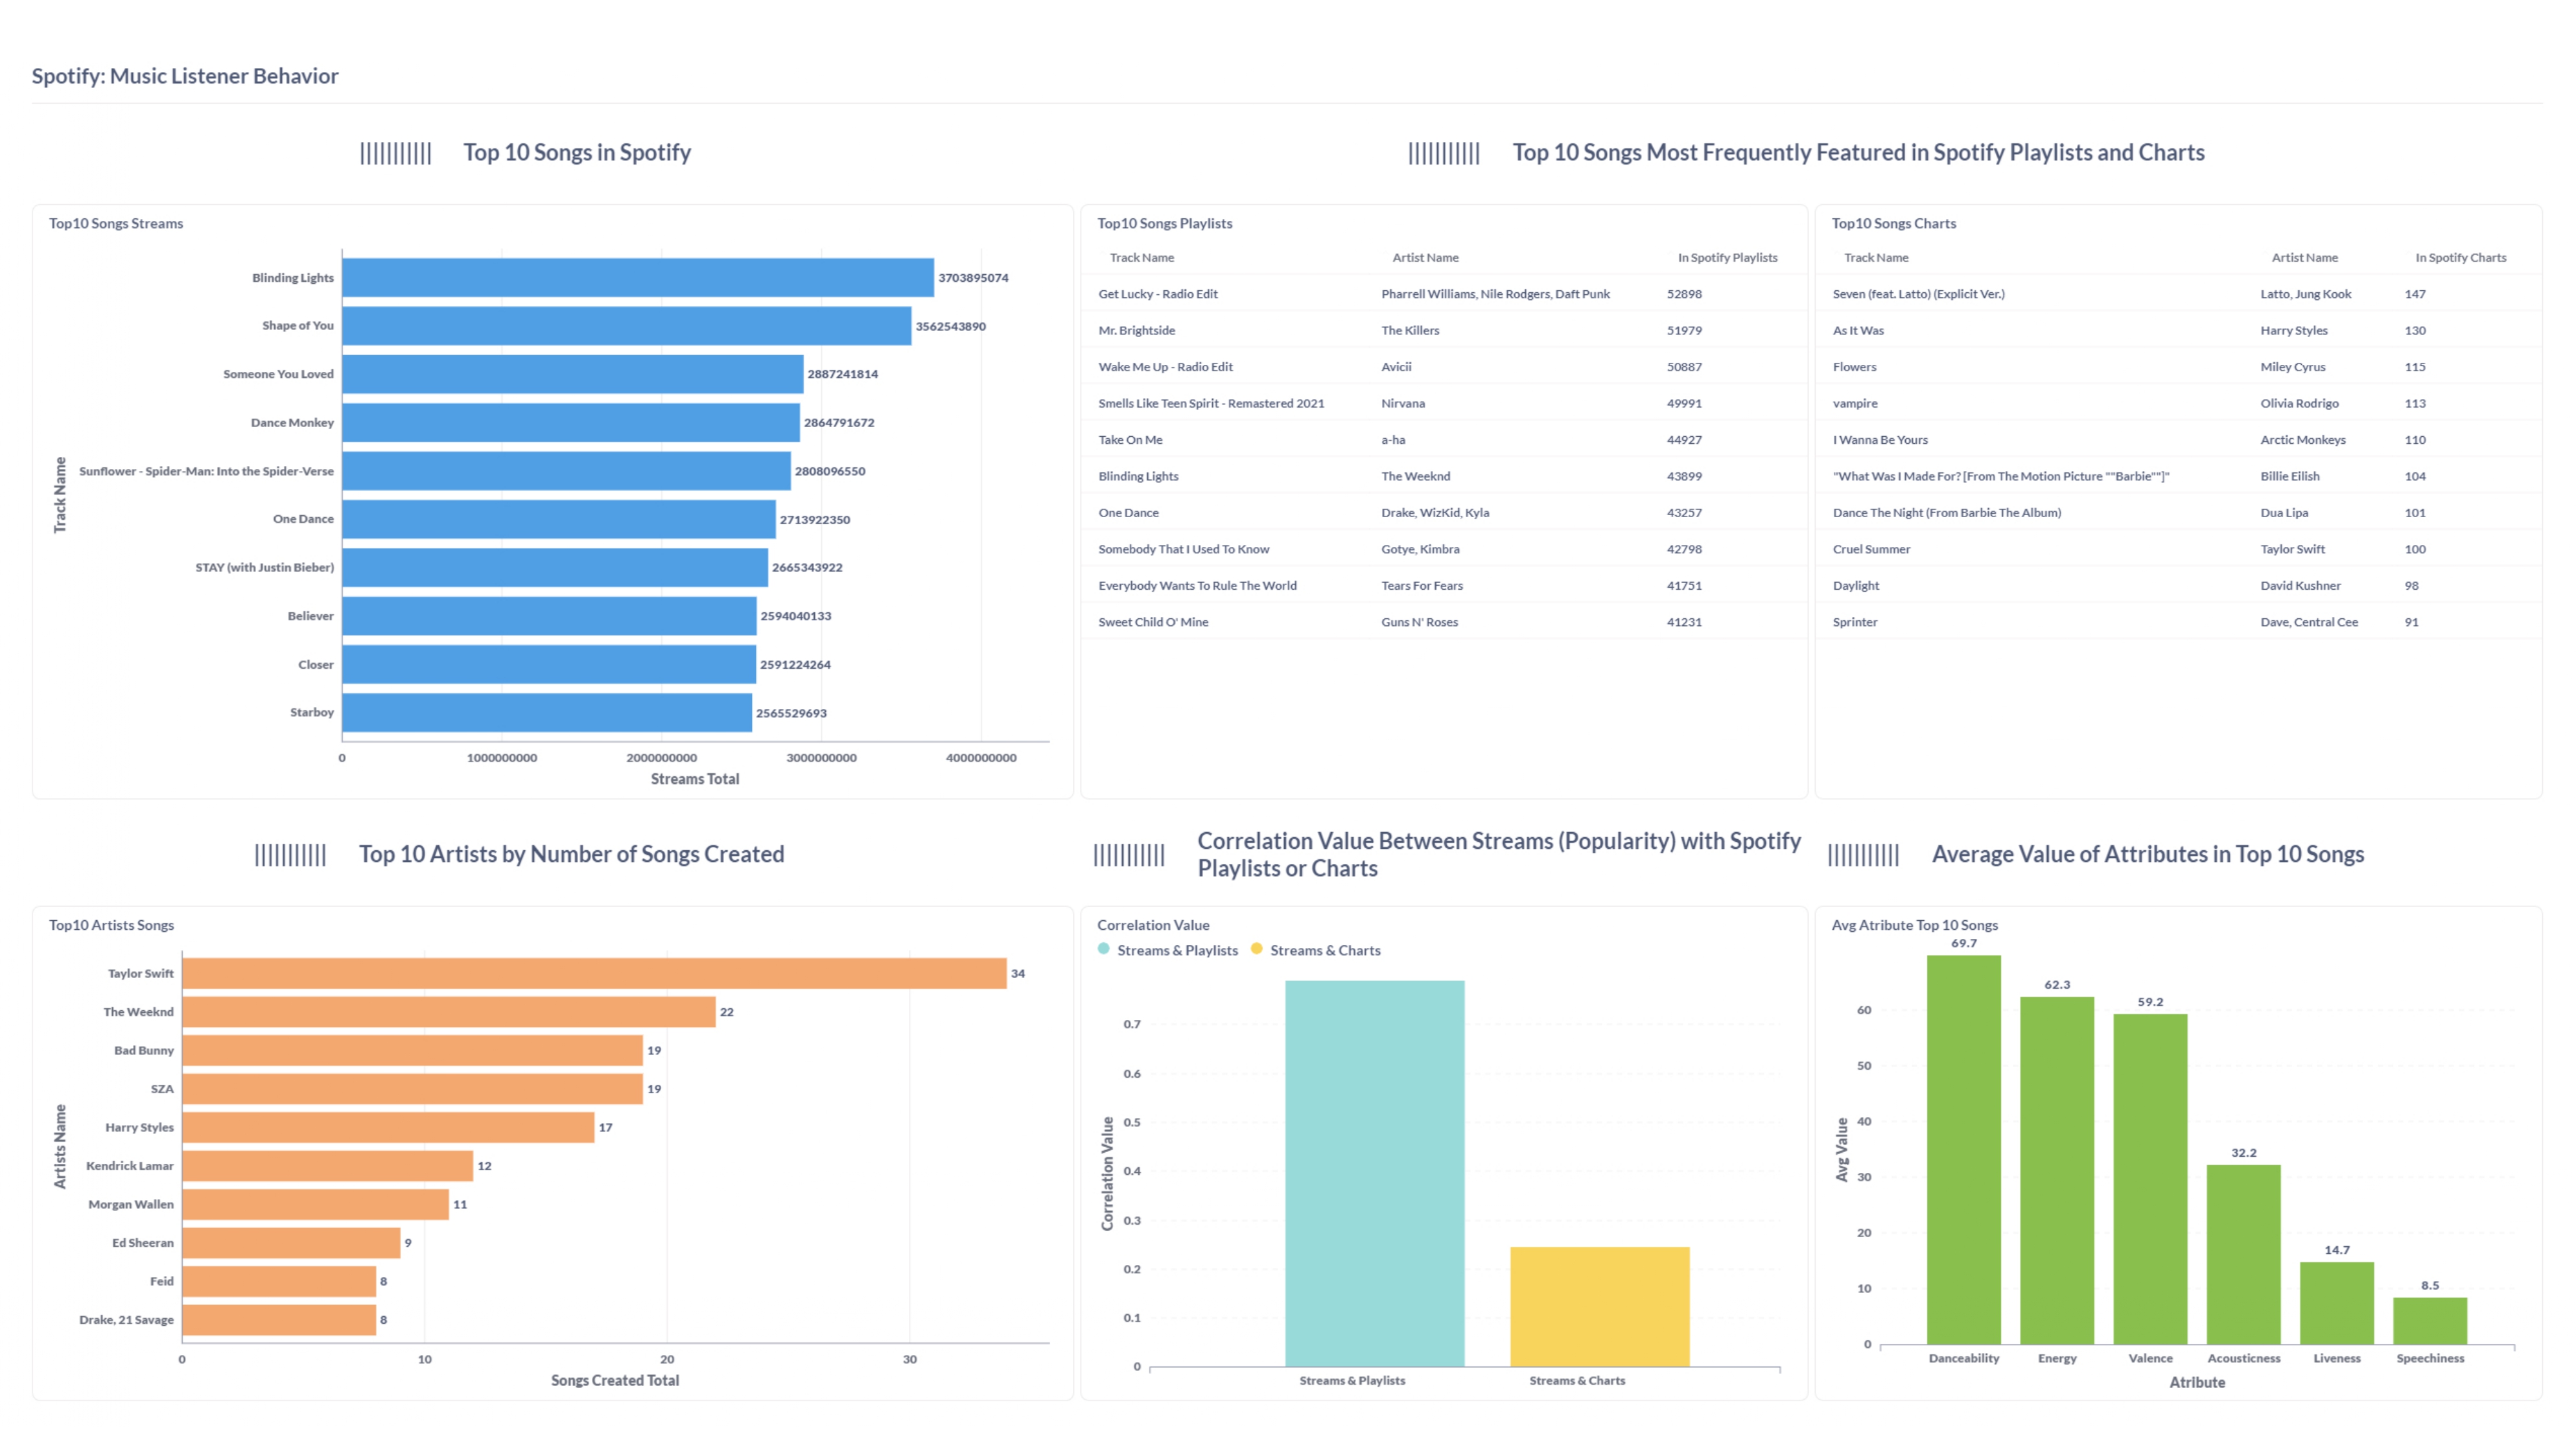 Spotify: Music Listener Behavior
Top 10 Songs in Spotify
Top 10 Songs Most Frequently Featured in Spotify Playlists and Charts
Top10 Songs Streams
Track Name
Blinding Lights 3703895074
Shape of You 3562543890
Someone You Loved 2887241814
Dance Monkey 2864791672
Sunflower - Spider-Man: Into the Spider-Verse 2808096550
One Dance 2713922350
STAY (with Justin Bieber) 2665343922
Believer 2594040133
Closer 2591224264
Starboy 2565529693
0 1000000000 2000000000 3000000000 4000000000
Streams Total
Top10 Songs Playlists
Track Name Artist Name In Spotify Playlists
Get Lucky - Radio Edit Pharrell Williams, Nile Rodgers, Daft Punk 52898
Mr. Brightside The Killers 51979
Wake Me Up - Radio Edit Avicii 50887
Smells Like Teen Spirit - Remastered 2021 Nirvana 49991
Take On Me a-ha 44927
Blinding Lights The Weeknd 43899
One Dance Drake, WizKid, Kyla 43257
Somebody That I Used To Know Gotye, Kimbra 42798
Everybody Wants To Rule The World Tears For Fears 41751
Sweet Child O' Mine Guns N' Roses 41231
Top10 Songs Charts
Track Name Artist Name In Spotify Charts
Seven (feat. Latto) (Explicit Ver.) Latto, Jung Kook 147
As It Was Harry Styles 130
Flowers Miley Cyrus 115
vampire Olivia Rodrigo 113
I Wanna Be Yours Arctic Monkeys 110
"What Was I Made For? [From The Motion Picture ""Barbie""]" Billie Eilish 104
Dance The Night (From Barbie The Album) Dua Lipa 101
Cruel Summer Taylor Swift 100
Daylight David Kushner 98
Sprinter Dave, Central Cee 91
Top 10 Artists by Number of Songs Created
Top10 Artists Songs
Artists Name
Taylor Swift 34
The Weeknd 22
Bad Bunny 19
SZA 19
Harry Styles 17
Kendrick Lamar 12
Morgan Wallen 11
Ed Sheeran 9
Feid 8
Drake, 21 Savage 8
0 10 20 30
Songs Created Total
Correlation Value Between Streams (Popularity) with Spotify
Playlists or Charts
Correlation Value
Streams & Playlists Streams & Charts
Correlation Value
0.7
0.6
0.5
0.4
0.3
0.2
0.1
0
Streams & Playlists Streams & Charts
Average Value of Attributes in Top 10 Songs
Avg Atribute Top 10 Songs
Avg Value
60
50
40
30
20
10
0
69.7
62.3
59.2
32.2
14.7
8.5
Danceability Energy Valence Acousticness Liveness Speechiness
Atribute